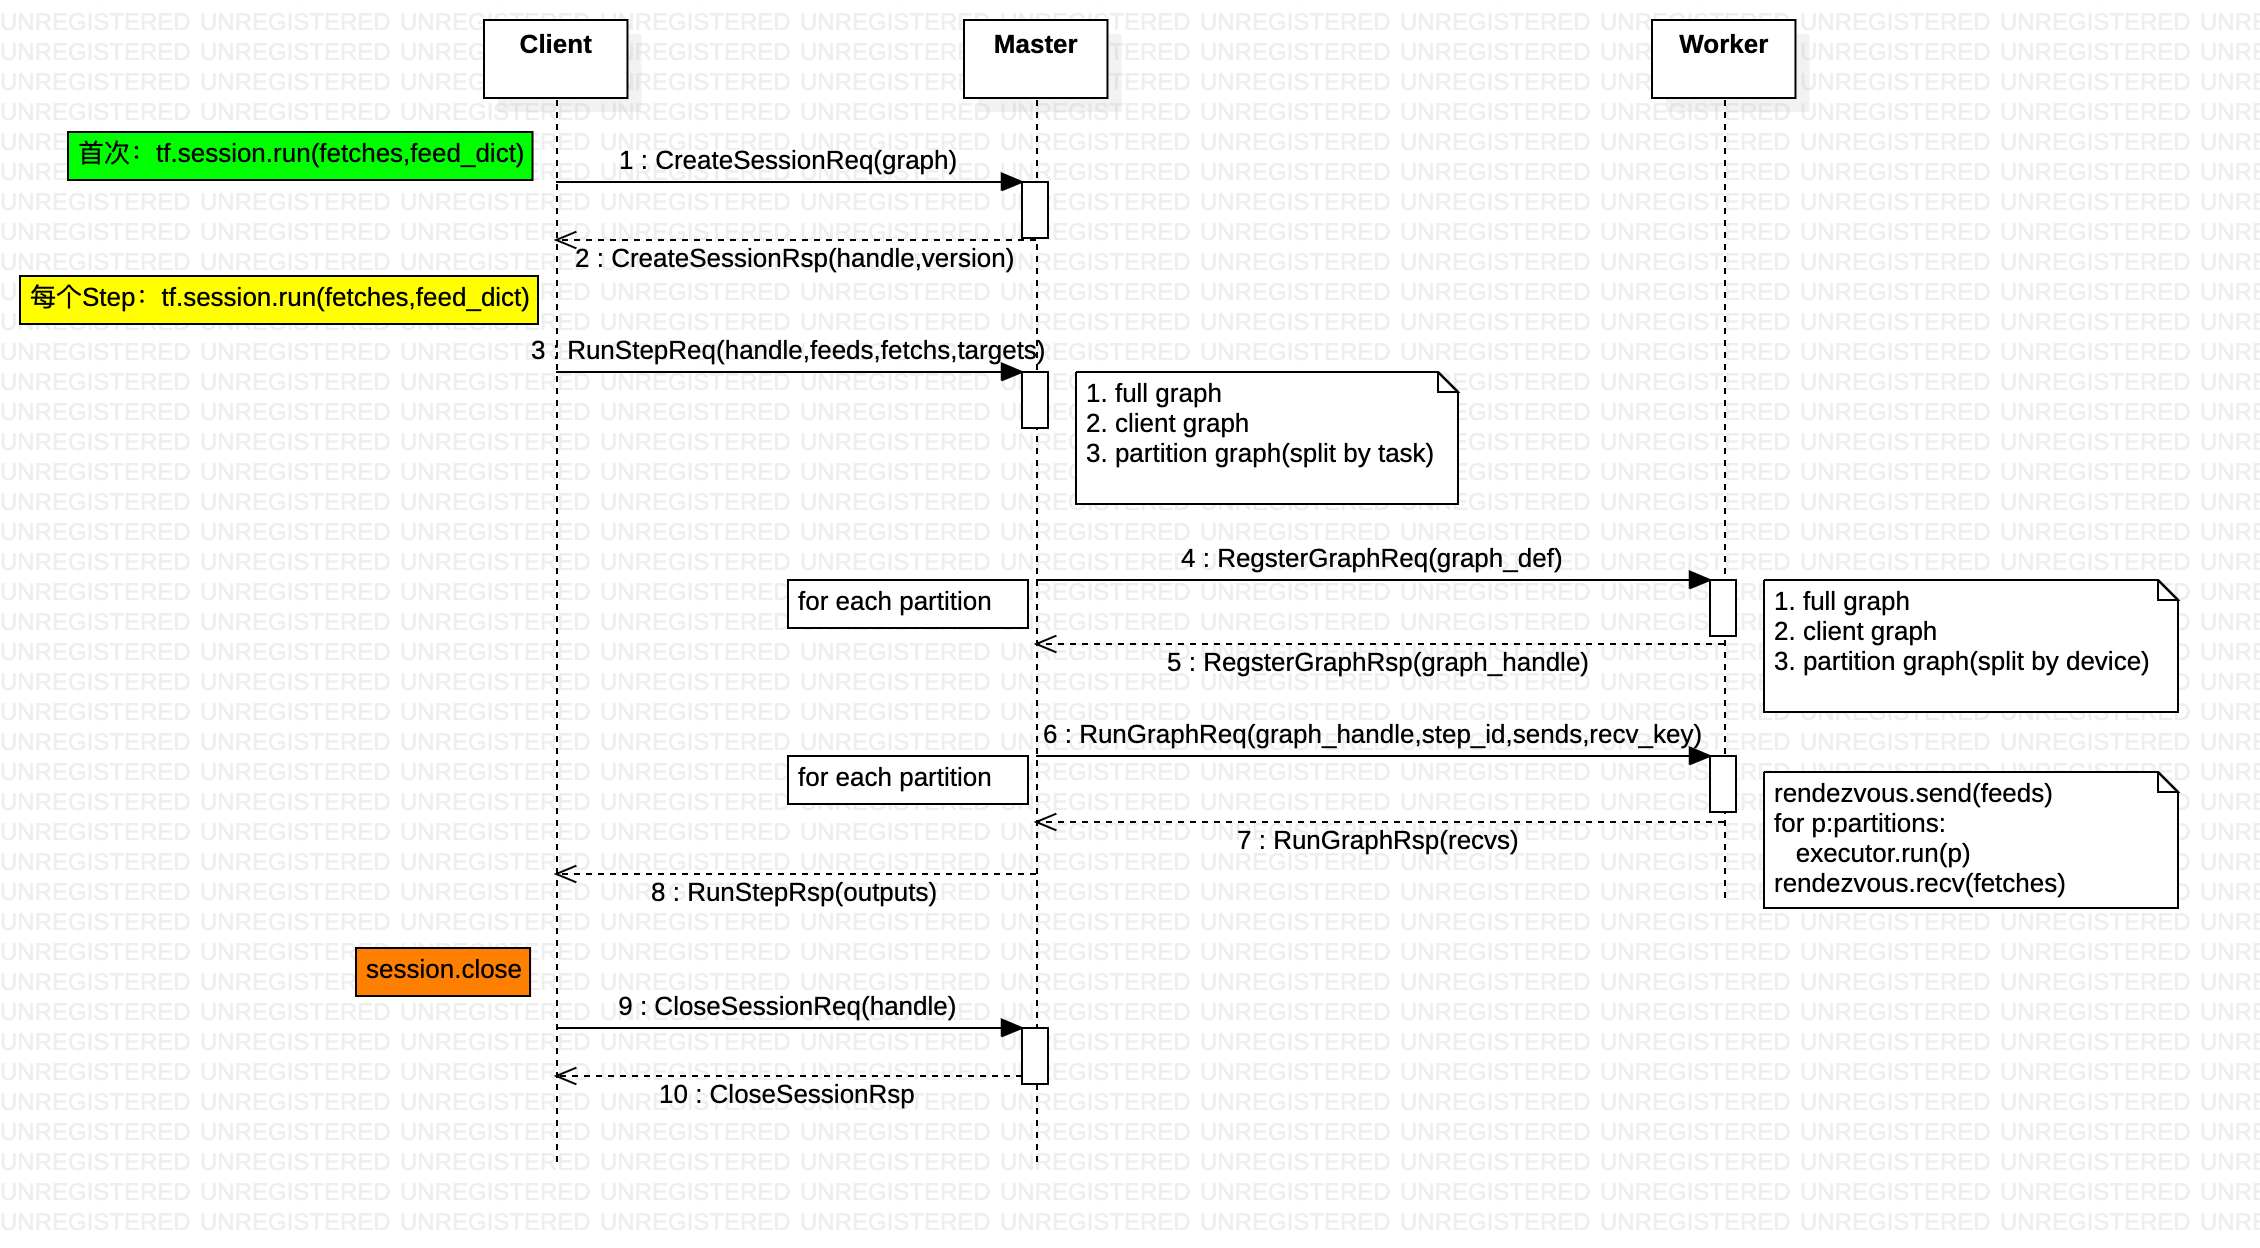 Client
Master
Worker
首次：tf.session.run(fetches,feed_dict)
1 : CreateSessionReq(graph)
2 : CreateSessionRsp(handle,version)
每个Step：tf.session.run(fetches,feed_dict)
3 : RunStepReq(handle,feeds,fetchs,targets)
1. full graph
2. client graph
3. partition graph(split by task)
4 : RegsterGraphReq(graph_def)
for each partition
1. full graph
2. client graph
3. partition graph(split by device)
5 : RegsterGraphRsp(graph_handle)
6 : RunGraphReq(graph_handle,step_id,sends,recv_key)
for each partition
rendezvous.send(feeds)
for p:partitions:
executor.run(p)
rendezvous.recv(fetches)
7 : RunGraphRsp(recvs)
8 : RunStepRsp(outputs)
session.close
9 : CloseSessionReq(handle)
10 : CloseSessionRsp
UNREGISTERED